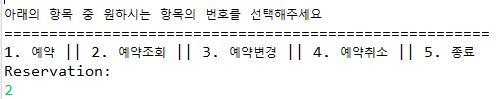 아래의 항목 중 원하시는 항목의 번호를 선택해주세요
======================================================
1. 예약 || 2. 예약조회 || 3. 예약변경 || 4. 예약취소 || 5. 종료
Reservation:
2